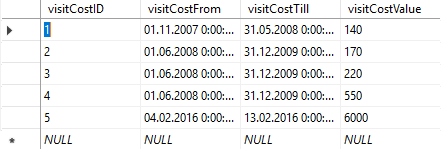 visitCostID visitCostFrom visitCostTill visitCostValue
1 01.11.2007 0:00:... 31.05.2008 0:00:... 140
2 01.06.2008 0:00:... 31.12.2009 0:00:... 170
3 01.06.2008 0:00:... 31.12.2009 0:00:... 220
4 01.06.2008 0:00:... 31.12.2009 0:00:... 550
5 04.02.2016 0:00:... 13.02.2016 0:00:... 6000
NULL NULL NULL NULL